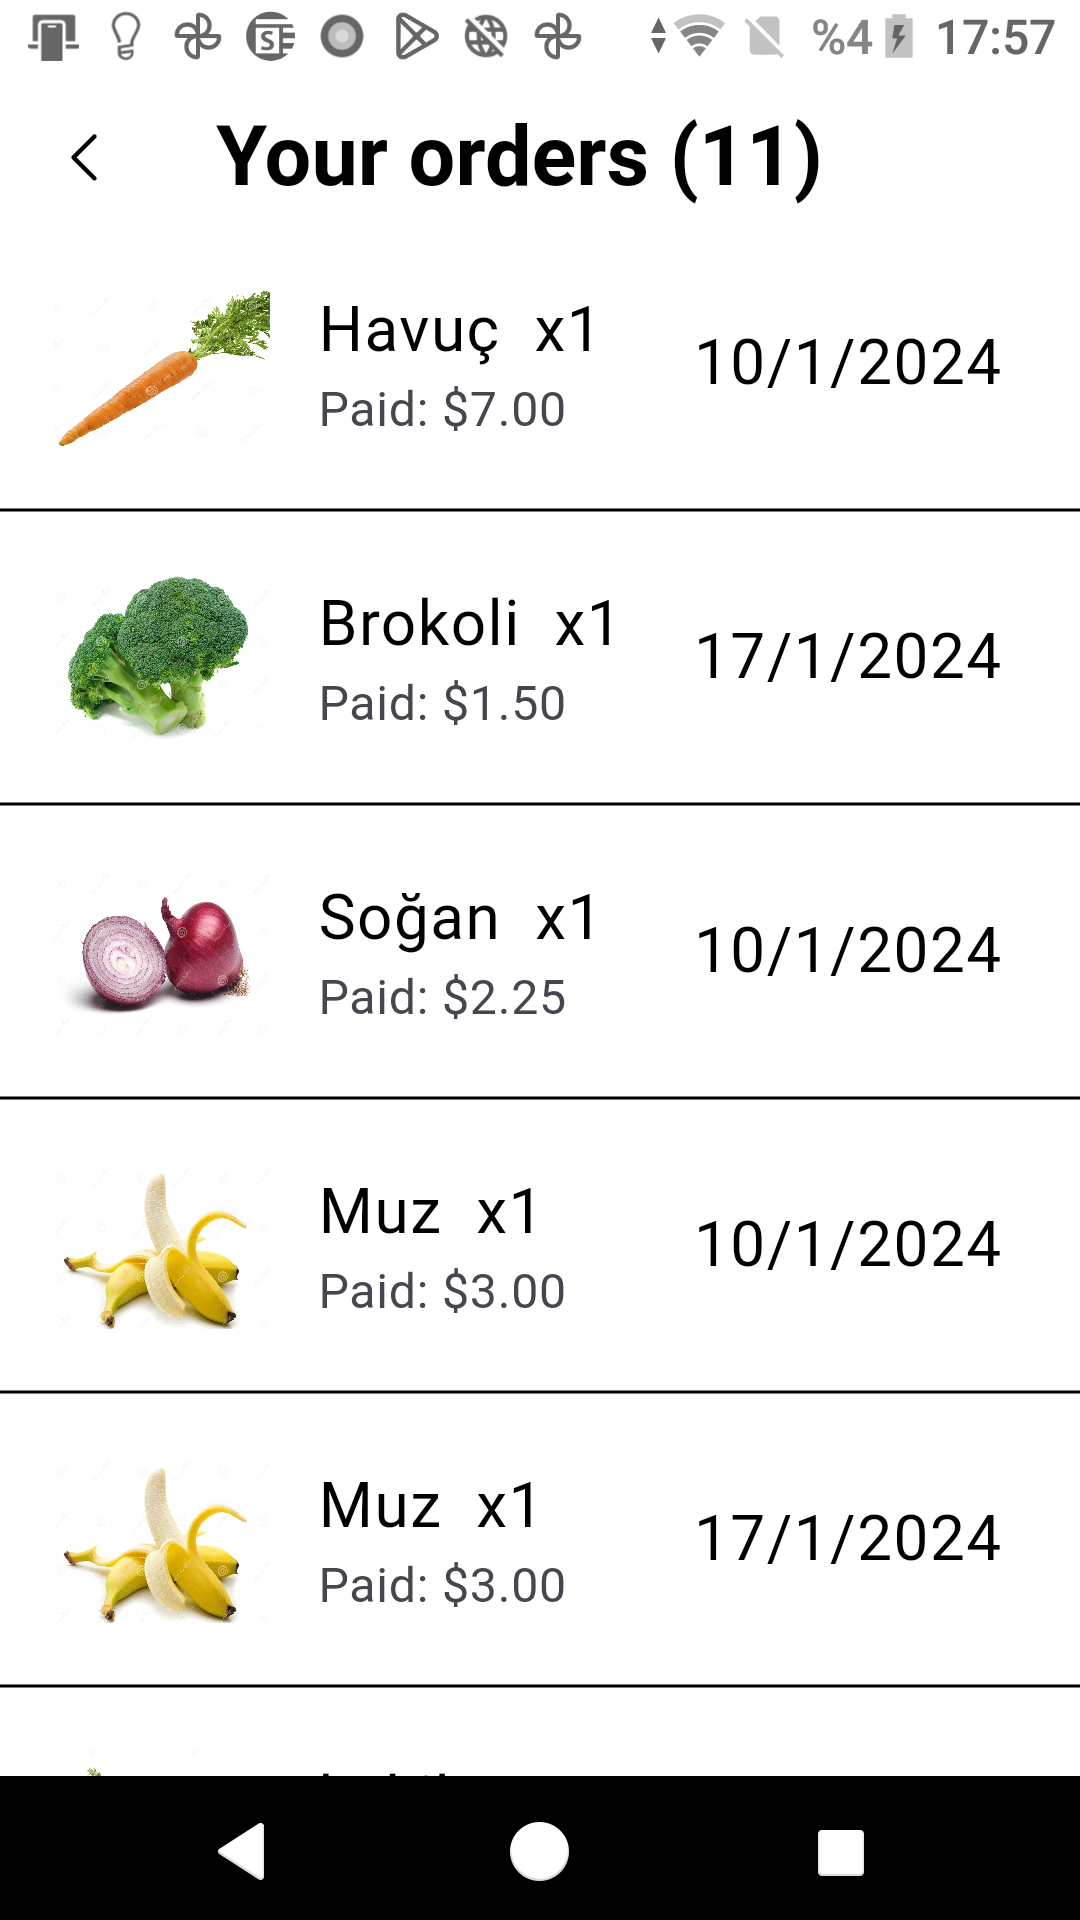 %4 17:57
Your orders (11)
Havuç x1
Paid: $7.00
10/1/2024
Brokoli x1
Paid: $1.50
17/1/2024
Soğan x1
Paid: $2.25
10/1/2024
Muz x1
Paid: $3.00
10/1/2024
Muz x1
Paid: $3.00
17/1/2024